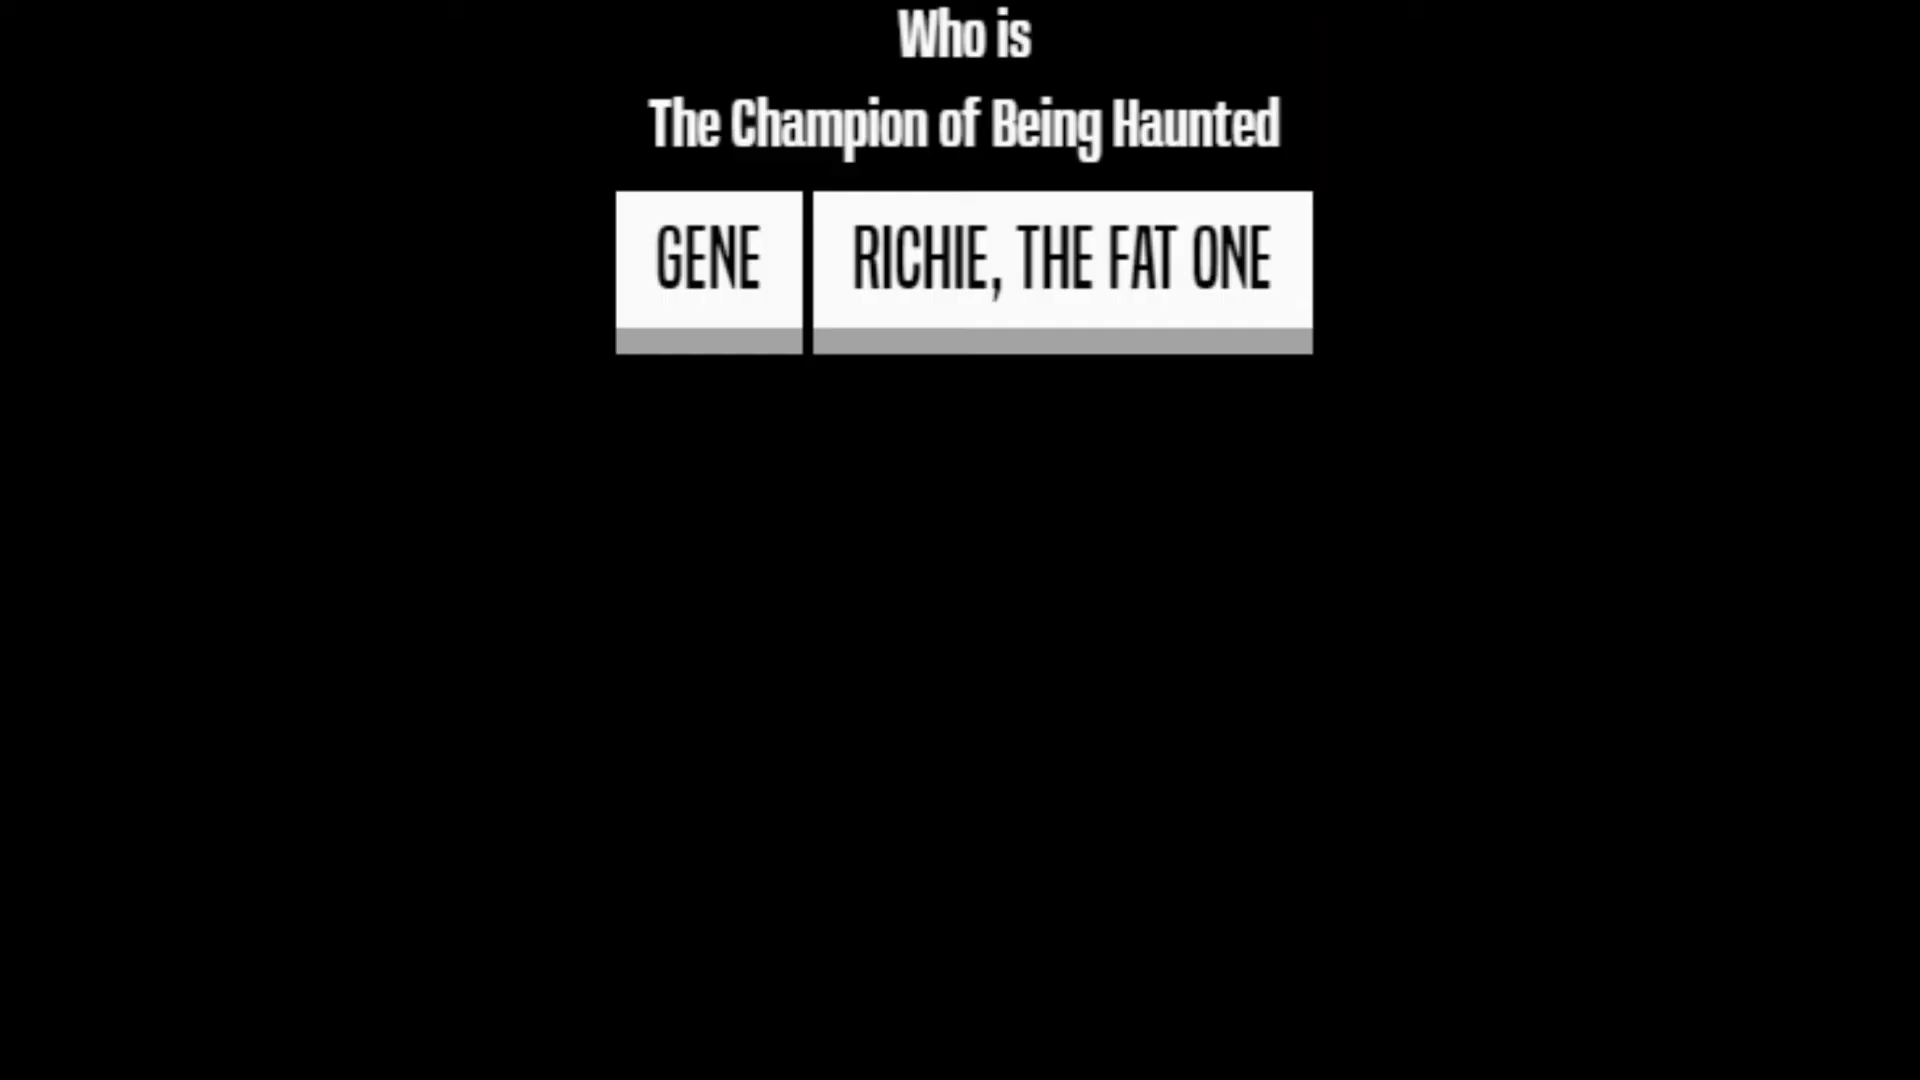 Who is
The Champion of Being Haunted
GENE RICHIE, THE FAT ONE